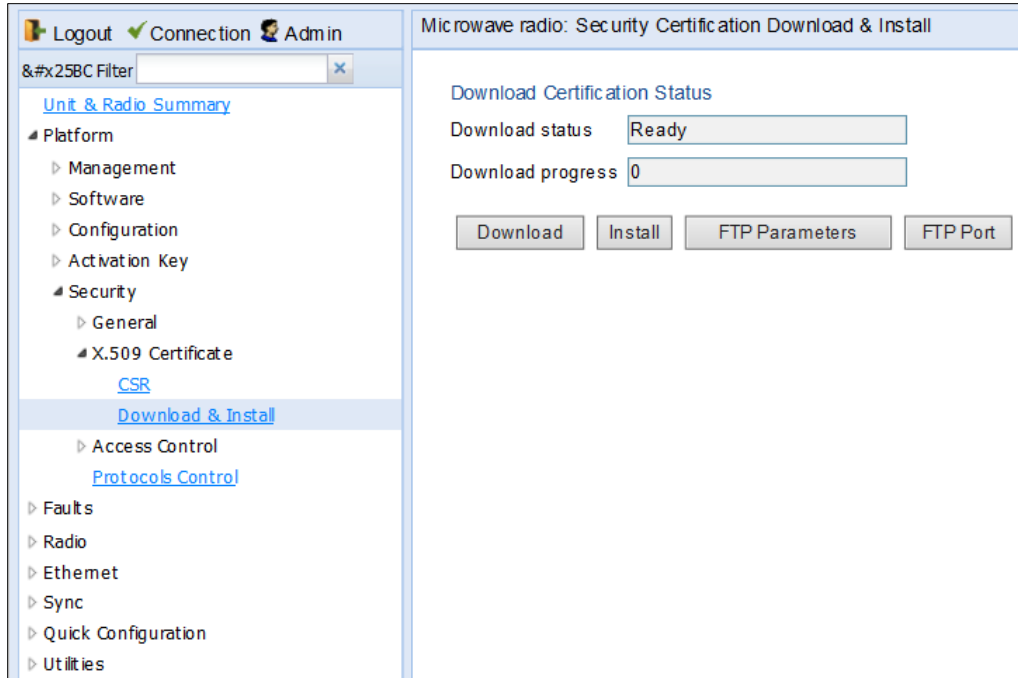 Logout Connection Admin
&#x25BC Filter
Unit & Radio Summary
Platform
Management
Software
Configuration
Activation Key
Security
General
X.509 Certificate
CSR
Download & Install
Access Control
Protocols Control
Faults
Radio
Ethernet
Sync
Quick Configuration
Utilities
Microwave radio: Security Certification Download & Install
Download Certification Status
Download status Ready
Download progress 0
Download Install FTP Parameters FTP Port